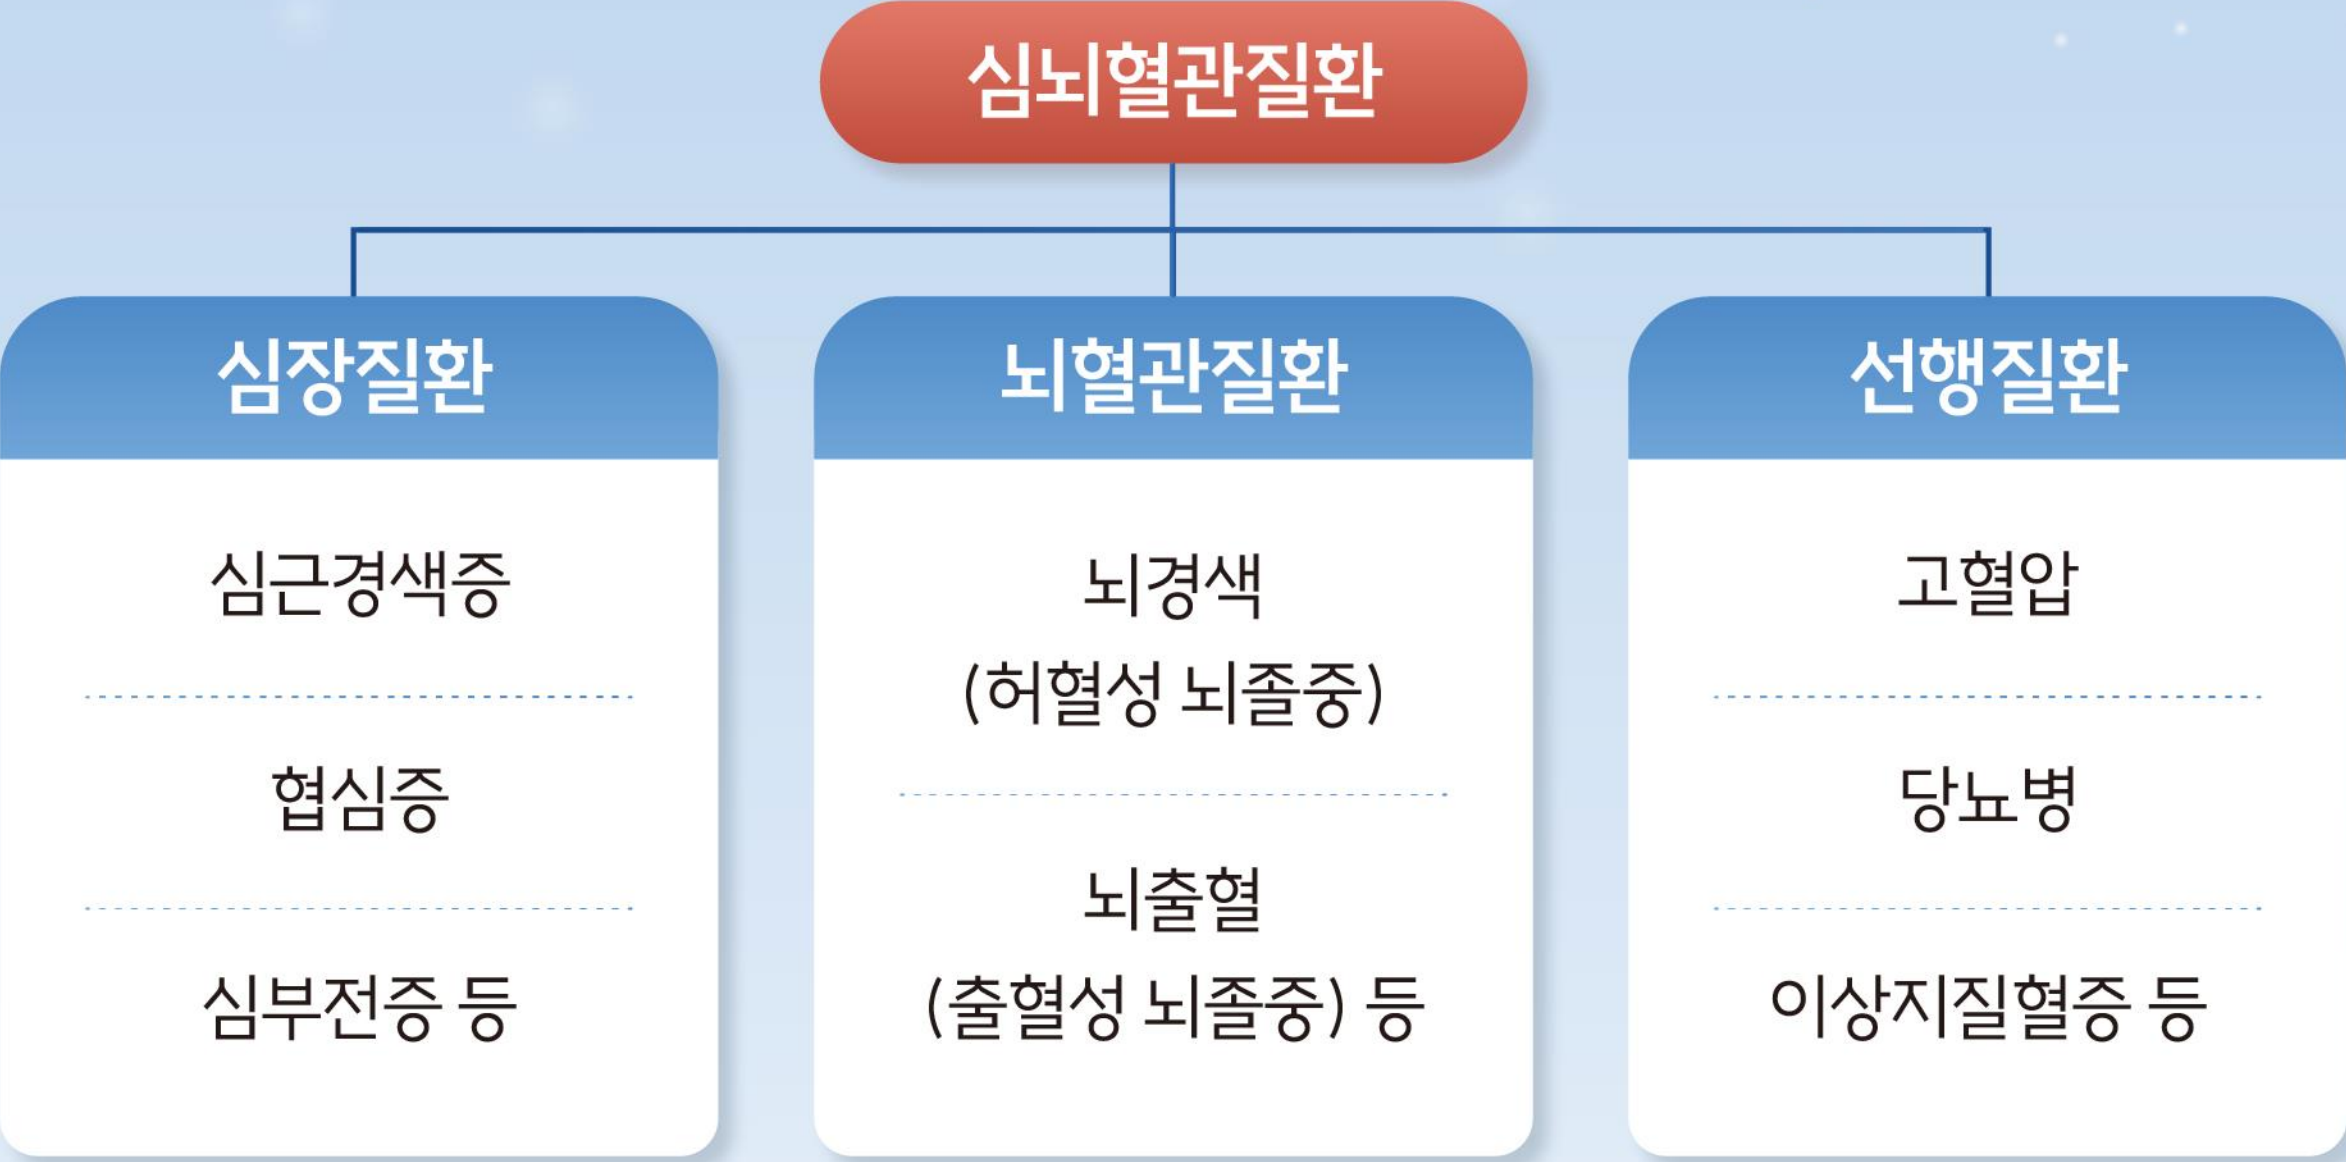 심뇌혈관질환
심장질환
심근경색증
협심증
심부전증 등
뇌혈관질환
뇌경색
(허혈성 뇌졸중)
뇌출혈
(출혈성 뇌졸중) 등
선행질환
고혈압
당뇨병
이상지질혈증 등